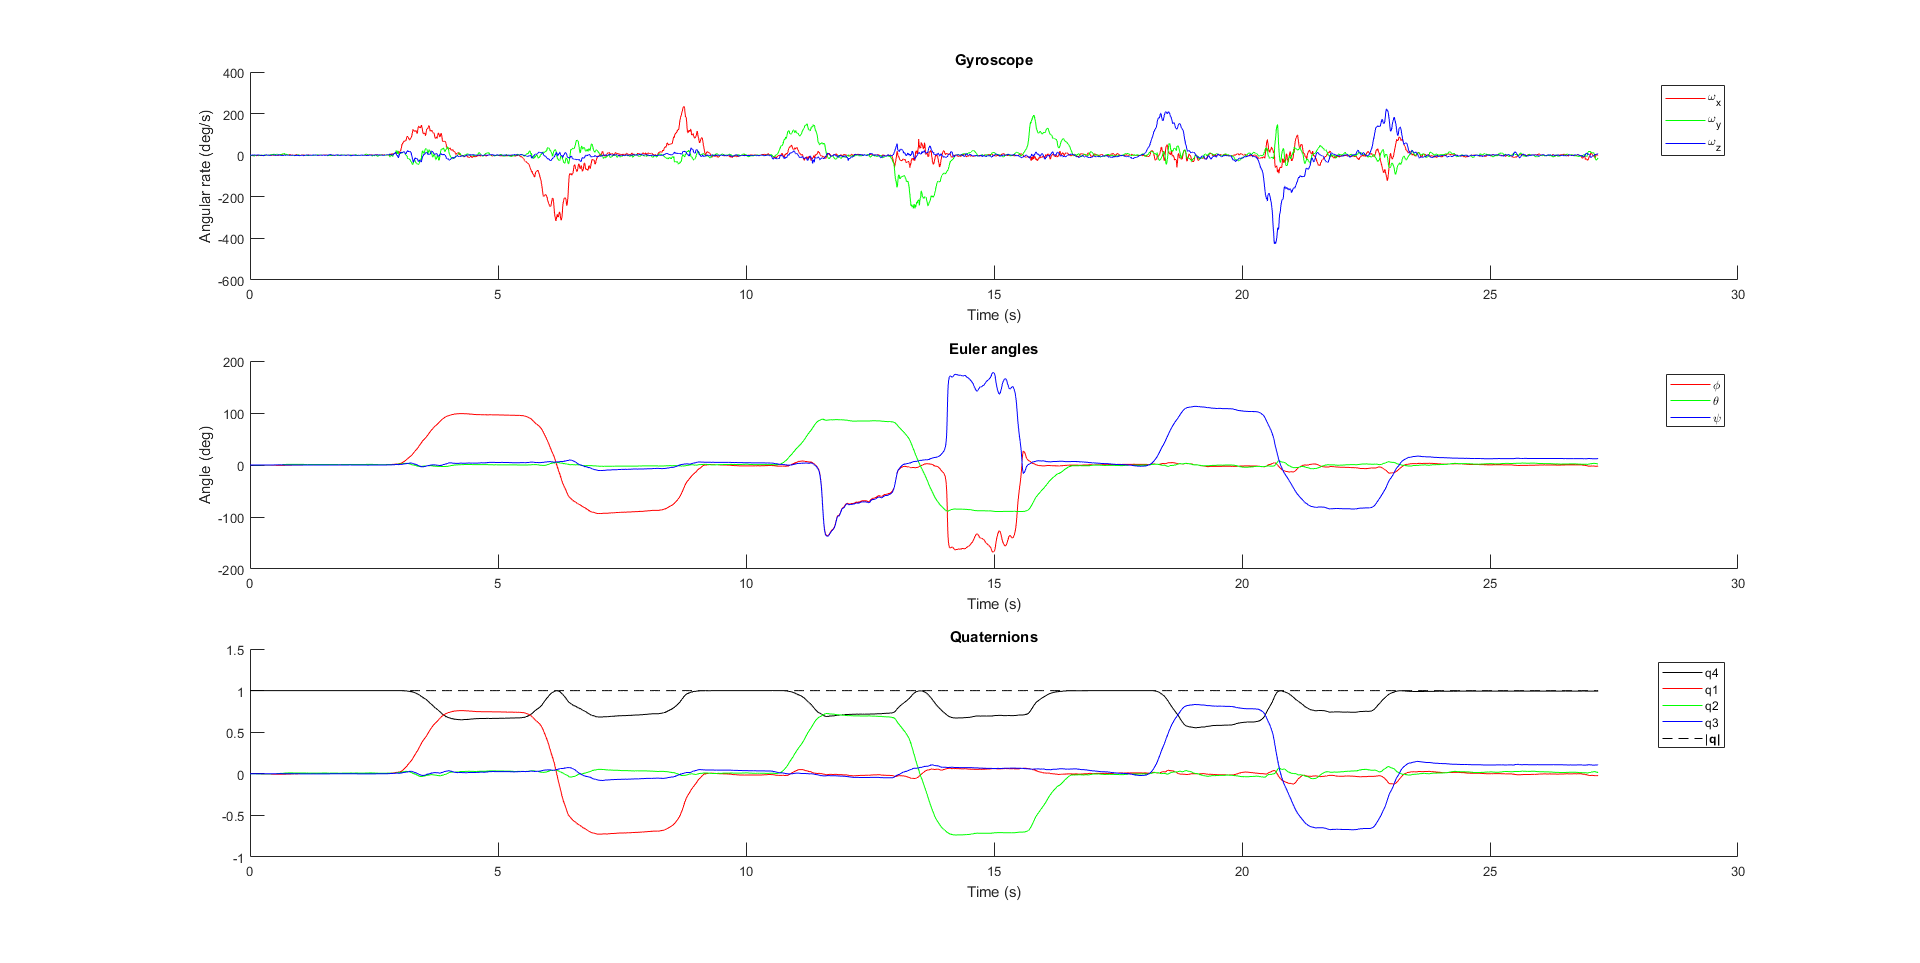 Gyroscope
400
200
0
-200
-400
-600
Angular rate (deg/s)
0 5 10 15 20 25 30
Time (s)
ω_x
ω_y
ω_z
Euler angles
200
100
0
-100
-200
Angle (deg)
0 5 10 15 20 25 30
Time (s)
ϕ
θ
ψ
Quaternions
1.5
1
0.5
0
-0.5
-1
0 5 10 15 20 25 30
Time (s)
q4
q1
q2
q3
|q|